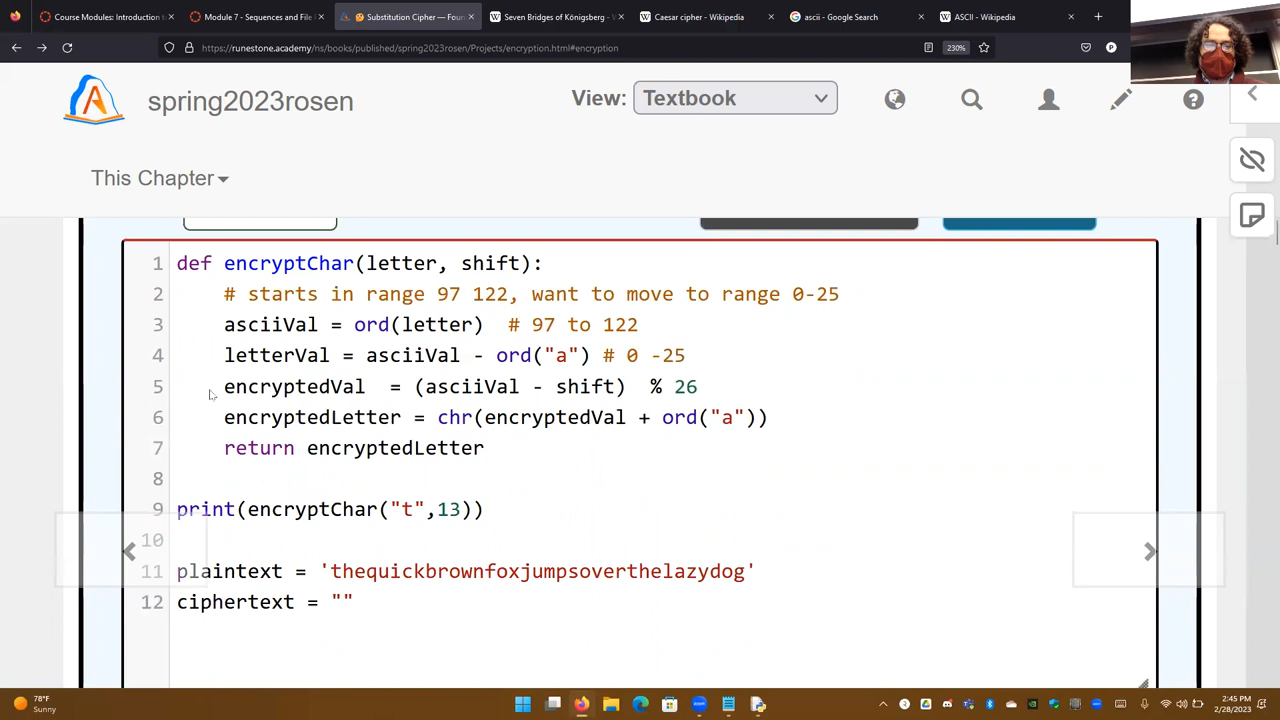 Course Modules: Introduction to
Module 7 - Sequences and File
Substitution Cipher — Foun
Seven Bridges of Königsberg - W
Caesar cipher - Wikipedia
ascii - Google Search
ASCII - Wikipedia
https://runestone.academy/ns/books/published/spring2023rosen/Projects/encryption.html#encryption
230%
spring2023rosen
View:
Textbook
This Chapter
1 def encryptChar(letter, shift):
2 # starts in range 97 122, want to move to range 0-25
3 asciiVal = ord(letter) # 97 to 122
4 letterVal = asciiVal - ord("a") # 0 -25
5 encryptedVal = (asciiVal - shift) % 26
6 encryptedLetter = chr(encryptedVal + ord("a"))
7 return encryptedLetter
8
9 print(encryptChar("t",13))
10
11 plaintext = 'thequickbrownfoxjumpsoverthelazydog'
12 ciphertext = ""
78°F
Sunny
2:45 PM
2/28/2023